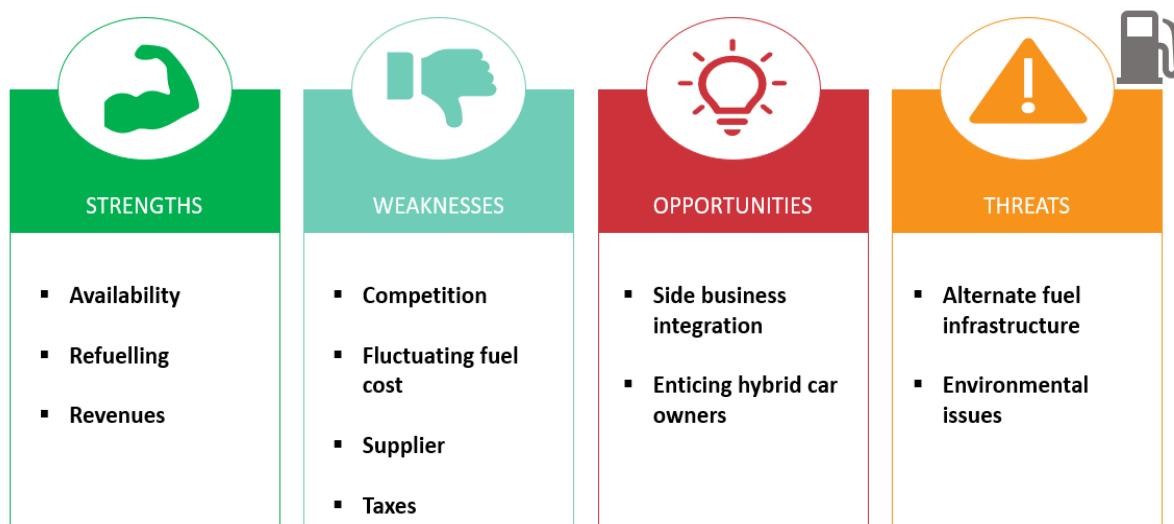 STRENGTHS
Availability
Refuelling
Revenues
WEAKNESSES
Competition
Fluctuating fuel
cost
Supplier
Taxes
OPPORTUNITIES
Side business
integration
Enticing hybrid car
owners
THREATS
Alternate fuel
infrastructure
Environmental
issues